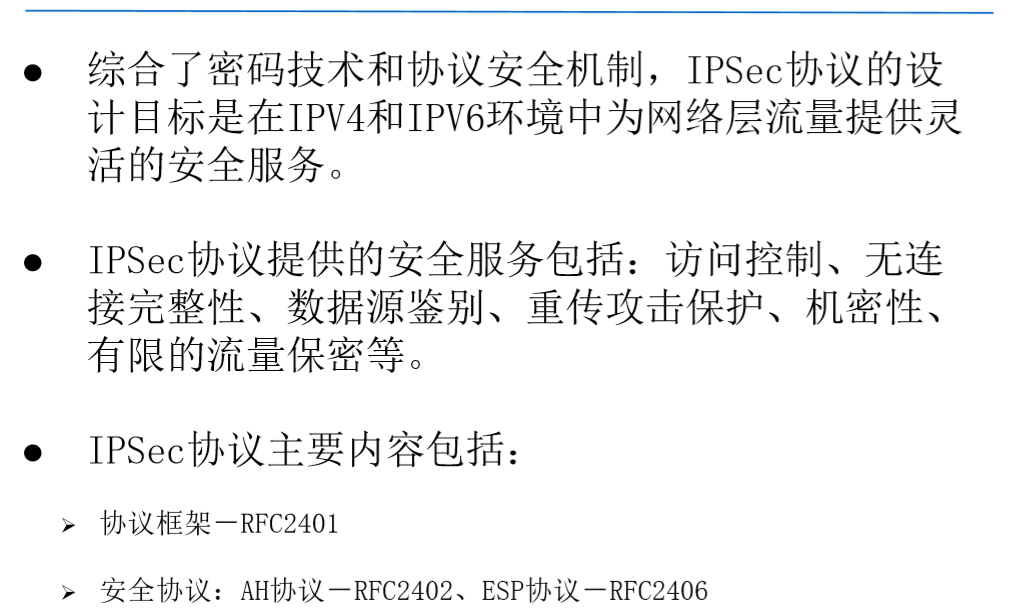 ● 综合了密码技术和协议安全机制，IPSec协议的设
计目标是在IPV4和IPV6环境中为网络层流量提供灵
活的安全服务。
● IPSec协议提供的安全服务包括：访问控制、无连
接完整性、数据源鉴别、重传攻击保护、机密性、
有限的流量保密等。
● IPSec协议主要内容包括：
➢ 协议框架－RFC2401
➢ 安全协议：AH协议－RFC2402、ESP协议－RFC2406